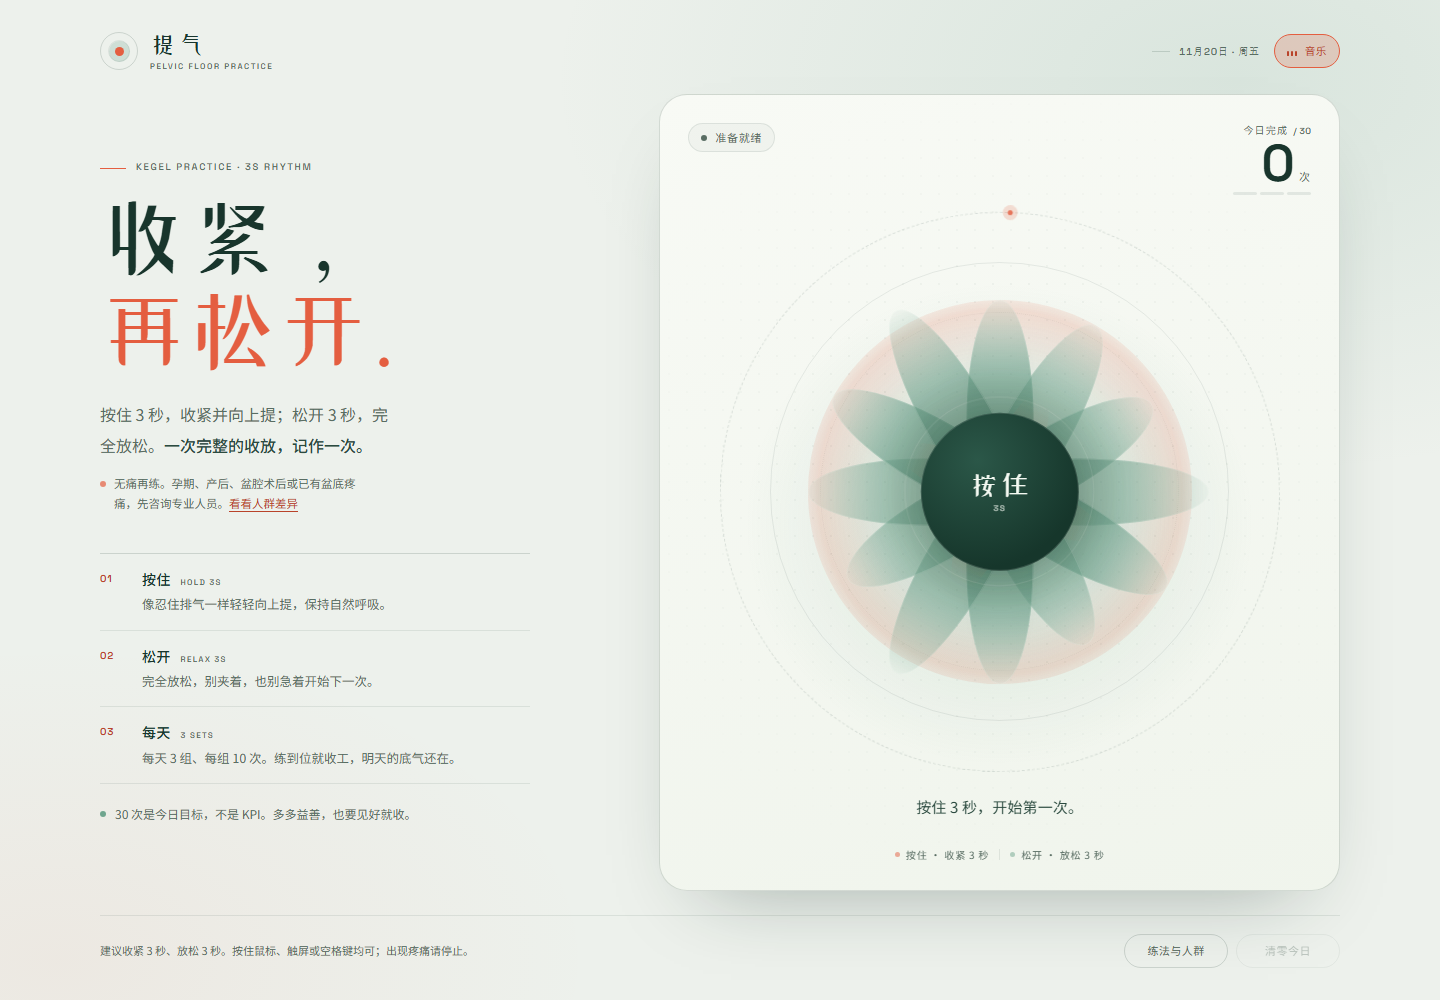 提气
PELVIC FLOOR PRACTICE
11月20日 · 周五
音乐
KEGEL PRACTICE · 3S RHYTHM
收紧，
再松开.
按住 3 秒，收紧并向上提；松开 3 秒，完
全放松。一次完整的收放，记作一次。
无痛再练。孕期、产后、盆腔术后或已有盆底疼
痛，先咨询专业人员。看看人群差异
01 按住 HOLD 3S
像忍住排气一样轻轻向上提，保持自然呼吸。
02 松开 RELAX 3S
完全放松，别夹着，也别急着开始下一次。
03 每天 3 SETS
每天 3 组、每组 10 次。练到位就收工，明天的底气还在。
30 次是今日目标，不是 KPI。多多益善，也要见好就收。
准备就绪
今日完成 / 30
0 次
按住
3S
按住 3 秒，开始第一次。
按住 · 收紧 3 秒
松开 · 放松 3 秒
建议收紧 3 秒、放松 3 秒。按住鼠标、触屏或空格键均可；出现疼痛请停止。
练法与人群
清零今日